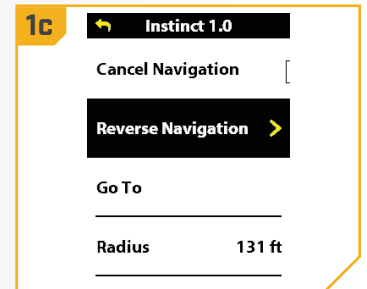 1c
Instinct 1.0
Cancel Navigation
Reverse Navigation
Go To
Radius 131 ft